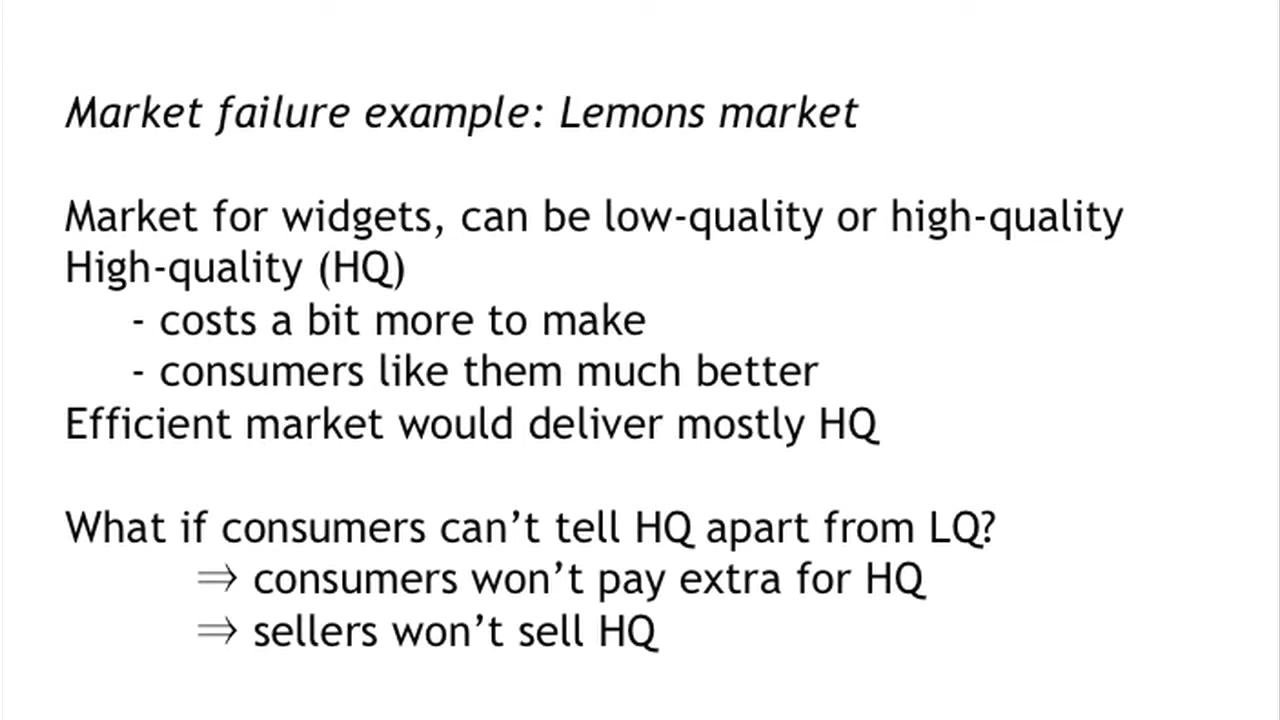 Market failure example: Lemons market
Market for widgets, can be low-quality or high-quality
High-quality (HQ)
- costs a bit more to make
- consumers like them much better
Efficient market would deliver mostly HQ
What if consumers can’t tell HQ apart from LQ?
⇒ consumers won’t pay extra for HQ
⇒ sellers won’t sell HQ